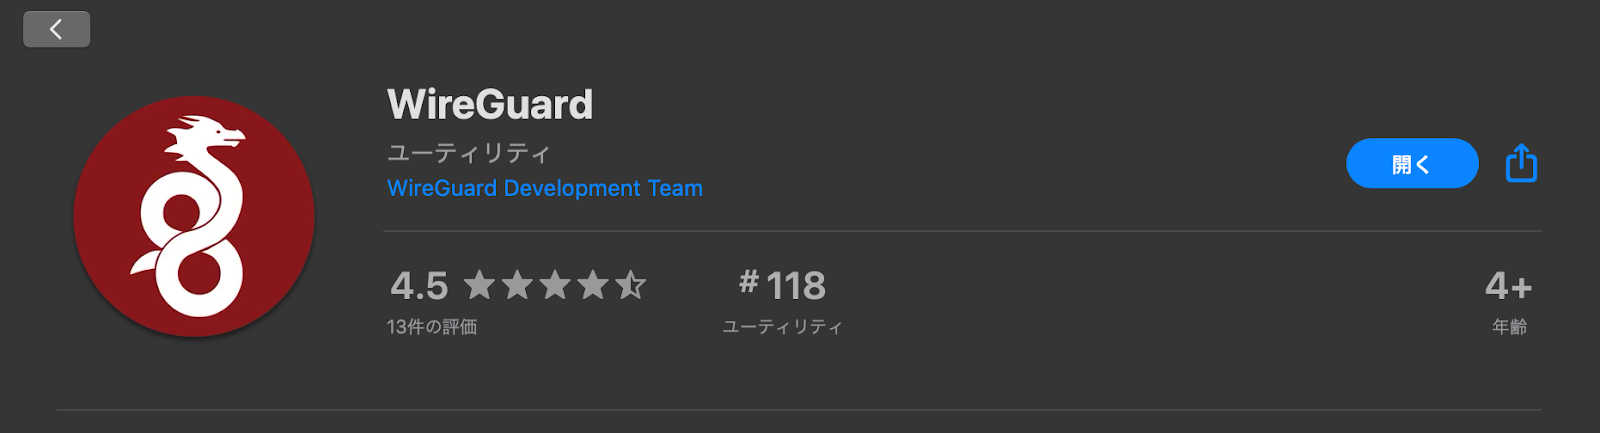 WireGuard
ユーティリティ
WireGuard Development Team
開く
4.5
13件の評価
#118
ユーティリティ
4+
年齢